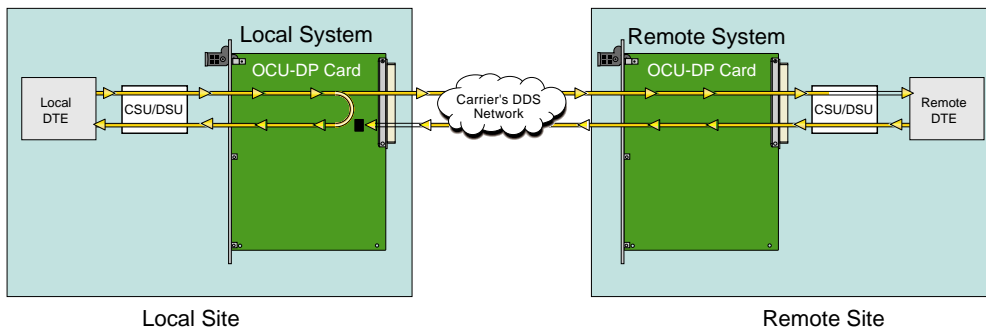 Local System
Remote System
OCU-DP Card
OCU-DP Card
Local
DTE
CSU/DSU
Carrier's DDS
Network
CSU/DSU
Remote
DTE
Local Site
Remote Site